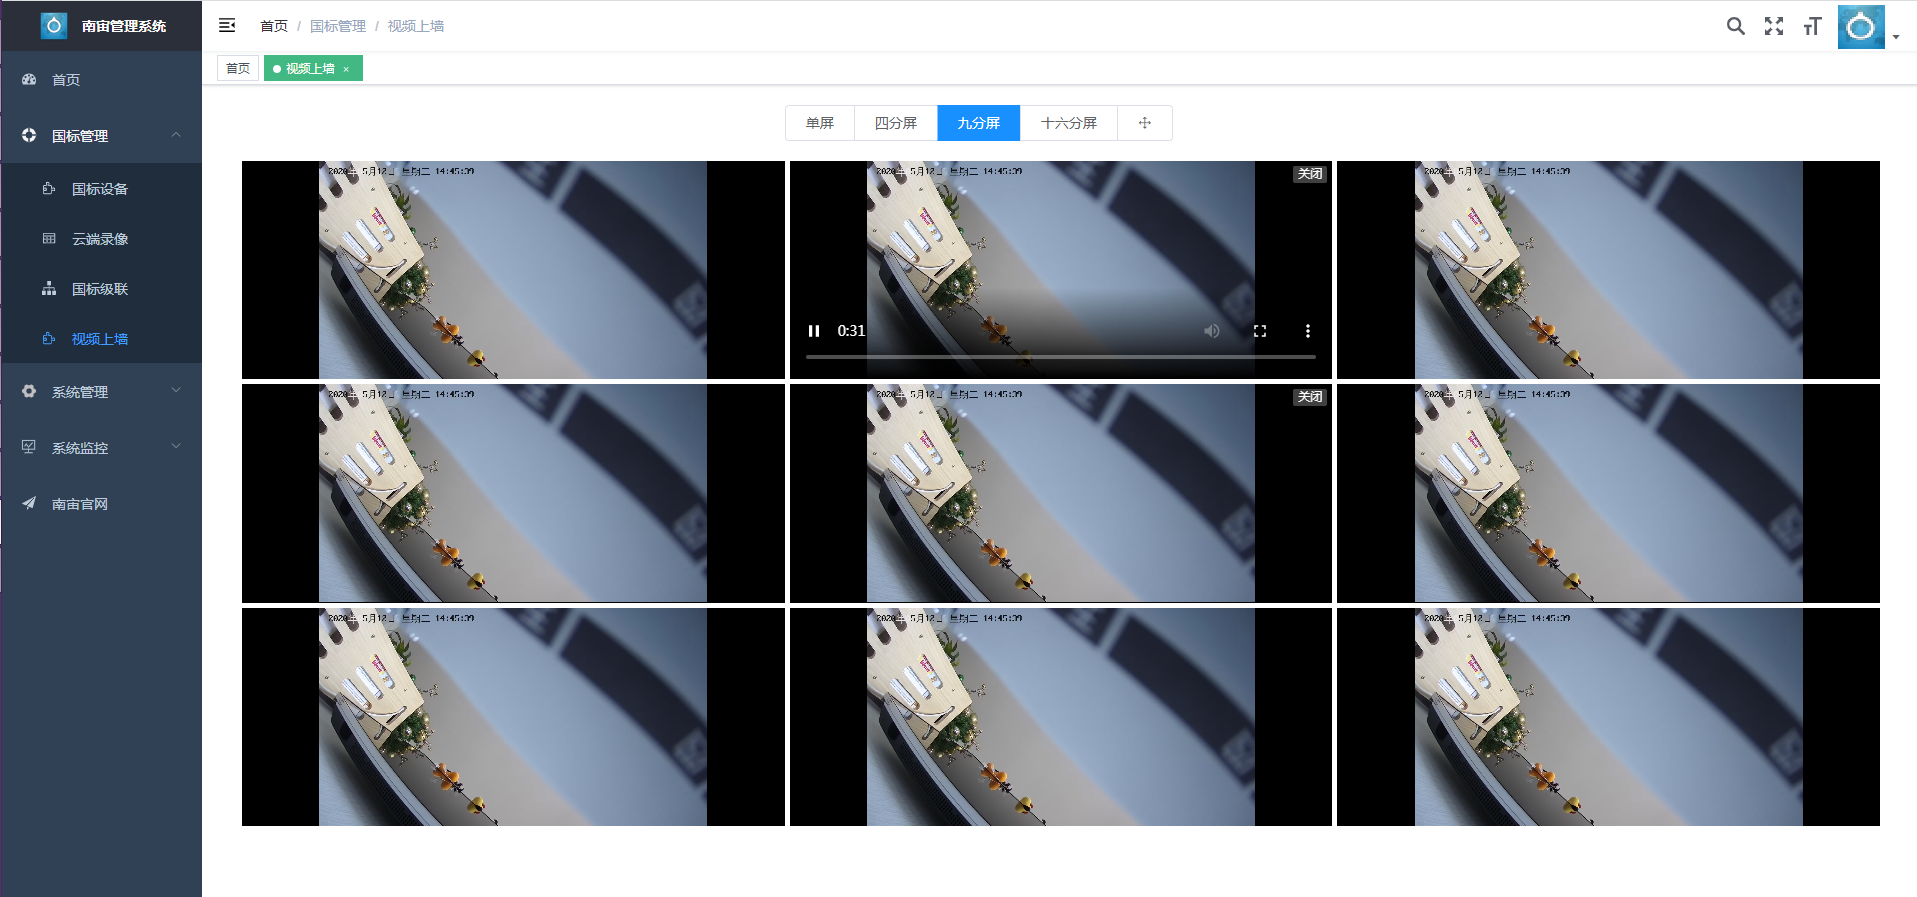 南宙管理系统
首页 / 国标管理 / 视频上墙
首页
视频上墙 ×
首页
国标管理
国标设备
云端录像
国标级联
视频上墙
系统管理
系统监控
南宙官网
单屏
四分屏
九分屏
十六分屏
2020年 5月12日 星期二 14:45:39
2020年 5月12日 星期二 14:45:39
关闭
0:31
2020年 5月12日 星期二 14:45:39
2020年 5月12日 星期二 14:45:39
2020年 5月12日 星期二 14:45:39
关闭
2020年 5月12日 星期二 14:45:39
2020年 5月12日 星期二 14:45:39
2020年 5月12日 星期二 14:45:39
2020年 5月12日 星期二 14:45:39